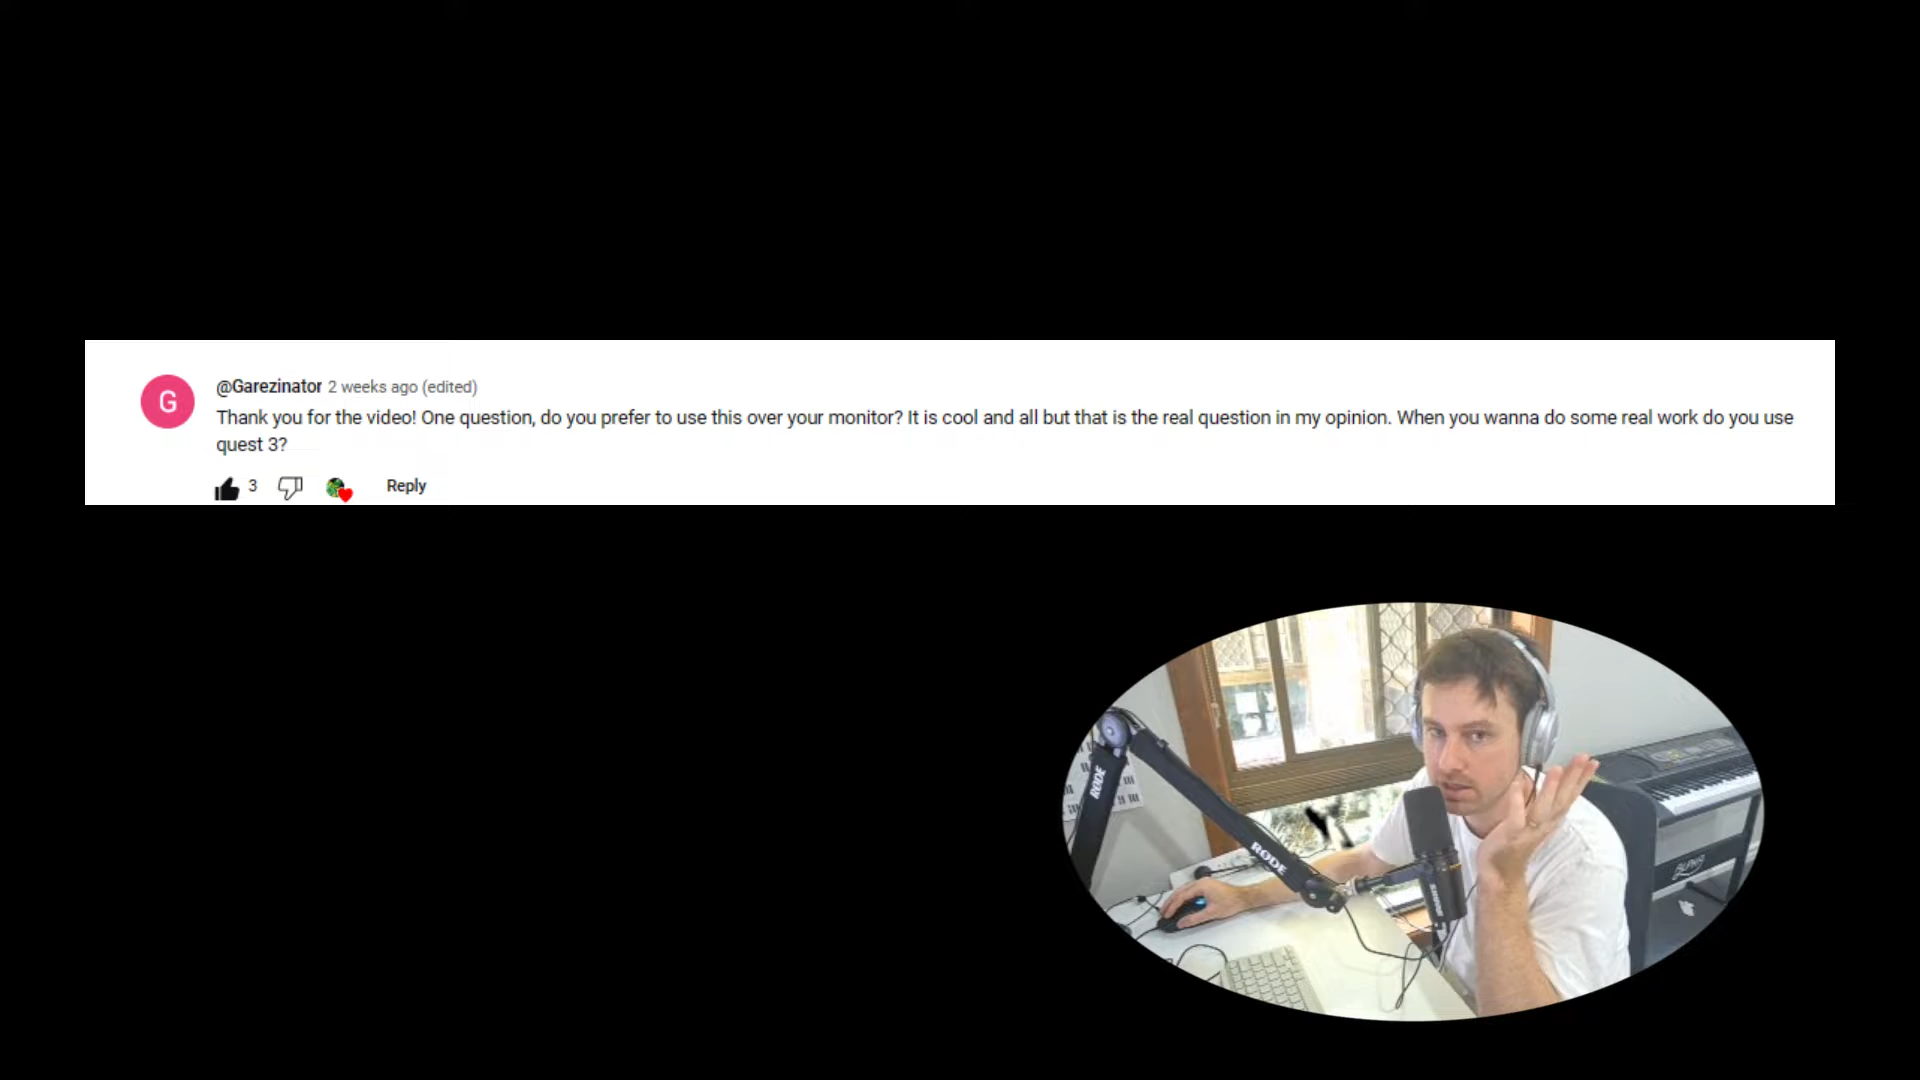 G
@Garezinator 2 weeks ago (edited)
Thank you for the video! One question, do you prefer to use this over your monitor? It is cool and all but that is the real question in my opinion. When you wanna do some real work do you use
quest 3?
3 Reply
RØDE
RØDE
SHURE
ALPHA